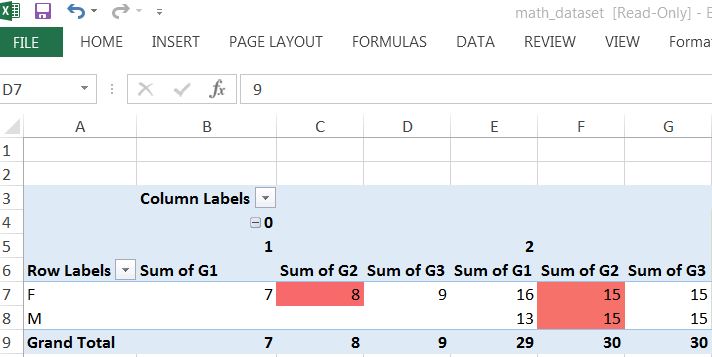 math_dataset [Read-Only] -
FILE HOME INSERT PAGE LAYOUT FORMULAS DATA REVIEW VIEW Forma
D7 fx 9
A B C D E F G
1
2
3 Column Labels
4 0
5 1 2
6 Row Labels Sum of G1 Sum of G2 Sum of G3 Sum of G1 Sum of G2 Sum of G3
7 F 7 8 9 16 15 15
8 M 13 15 15
9 Grand Total 7 8 9 29 30 30